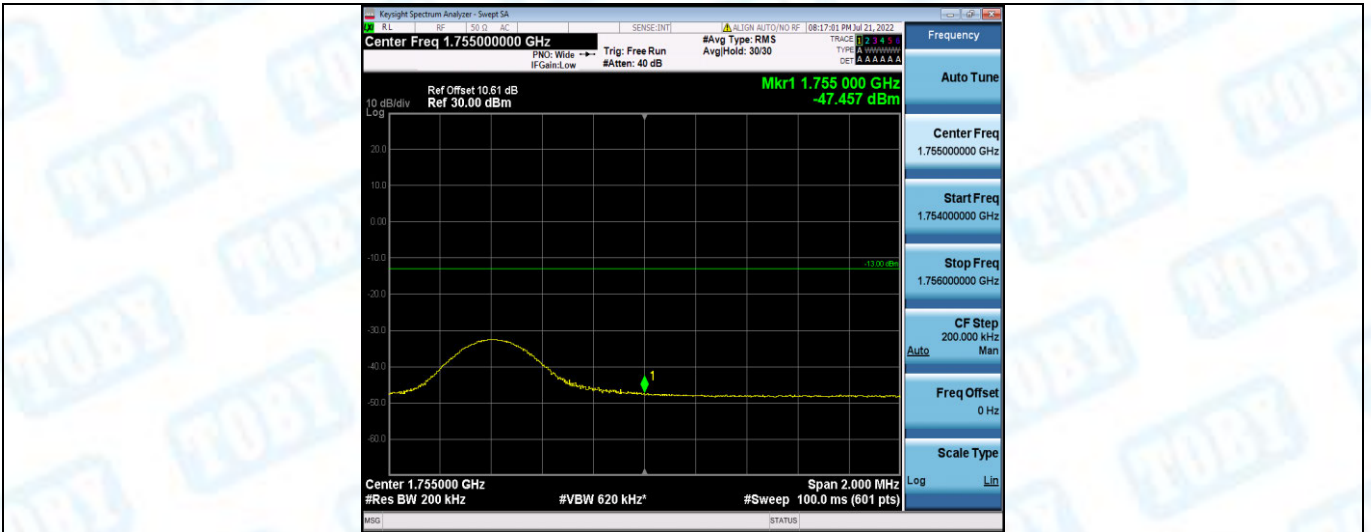 Keysight Spectrum Analyzer - Swept SA
RL RF 50 Ω AC SENSE:INT ALIGN AUTO/NO RF 08:17:01 PM Jul 21, 2022
Center Freq 1.755000000 GHz
PNO: Wide
IFGain:Low
Trig: Free Run
#Atten: 40 dB
#Avg Type: RMS
Avg|Hold: 30/30
TRACE 1 2 3 4 5 6
TYPE A WWWWW
DET A A A A A A
Ref Offset 10.61 dB
10 dB/div Ref 30.00 dBm
Log
Mkr1 1.755 000 GHz
-47.457 dBm
20.0
10.0
0.00
-10.0
-13.00 dBm
-20.0
-30.0
-40.0
1
-50.0
-60.0
Center 1.755000 GHz Span 2.000 MHz
#Res BW 200 kHz #VBW 620 kHz* #Sweep 100.0 ms (601 pts)
MSG STATUS
Frequency
Auto Tune
Center Freq
1.755000000 GHz
Start Freq
1.754000000 GHz
Stop Freq
1.756000000 GHz
CF Step
200.000 kHz
Auto Man
Freq Offset
0 Hz
Scale Type
Log Lin
TOBY